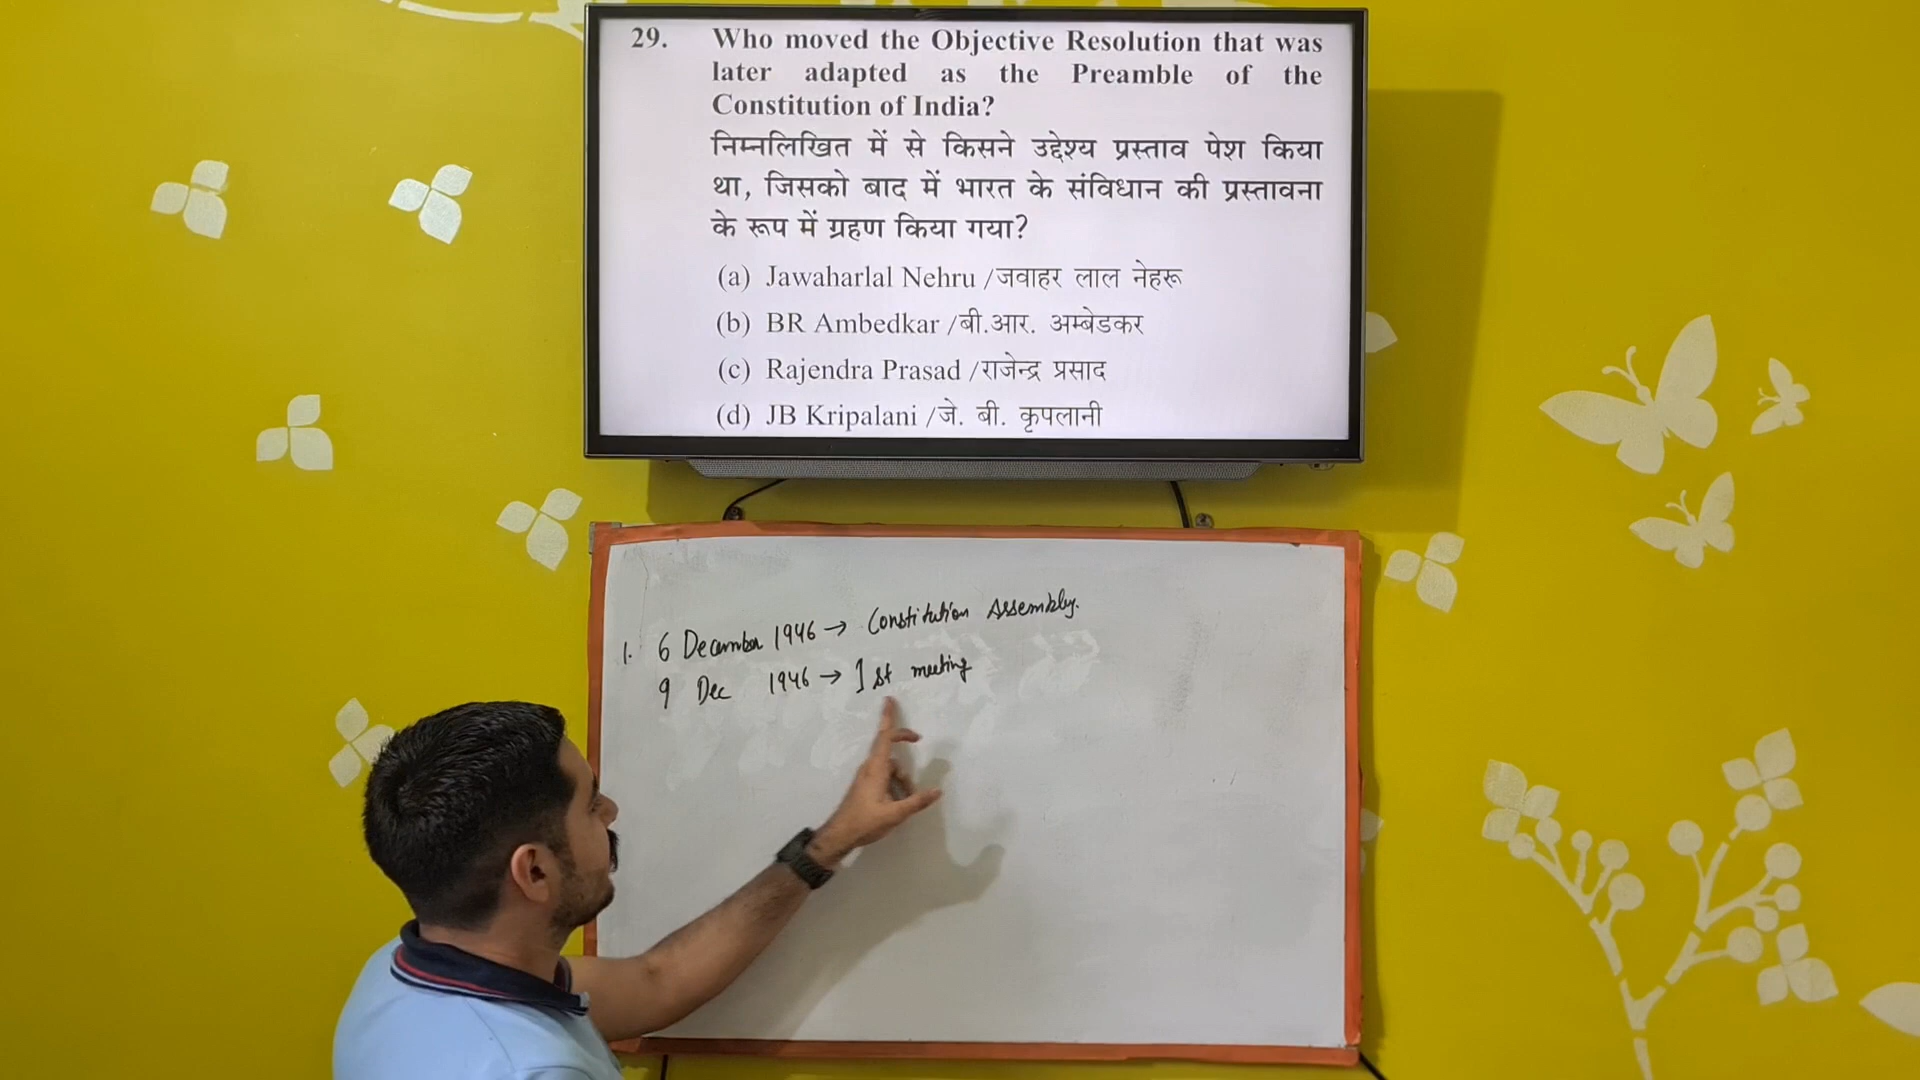 29. Who moved the Objective Resolution that was
later adapted as the Preamble of the
Constitution of India?
निम्नलिखित में से किसने उद्देश्य प्रस्ताव पेश किया
था, जिसको बाद में भारत के संविधान की प्रस्तावना
के रूप में ग्रहण किया गया?
(a) Jawaharlal Nehru /जवाहर लाल नेहरू
(b) BR Ambedkar /बी.आर. अम्बेडकर
(c) Rajendra Prasad /राजेन्द्र प्रसाद
(d) JB Kripalani /जे. बी. कृपलानी
1. 6 December 1946 → Constitution Assembly.
9 Dec 1946 → 1st meeting